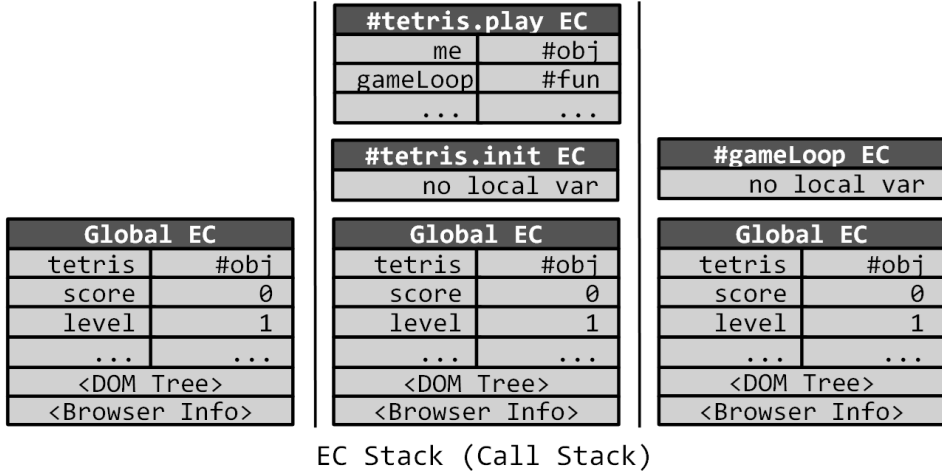 #tetris.play EC
me #obj
gameLoop #fun
... ...
#tetris.init EC
no local var
#gameLoop EC
no local var
Global EC
tetris #obj
score 0
level 1
... ...
<DOM Tree>
<Browser Info>
Global EC
tetris #obj
score 0
level 1
... ...
<DOM Tree>
<Browser Info>
Global EC
tetris #obj
score 0
level 1
... ...
<DOM Tree>
<Browser Info>
EC Stack (Call Stack)